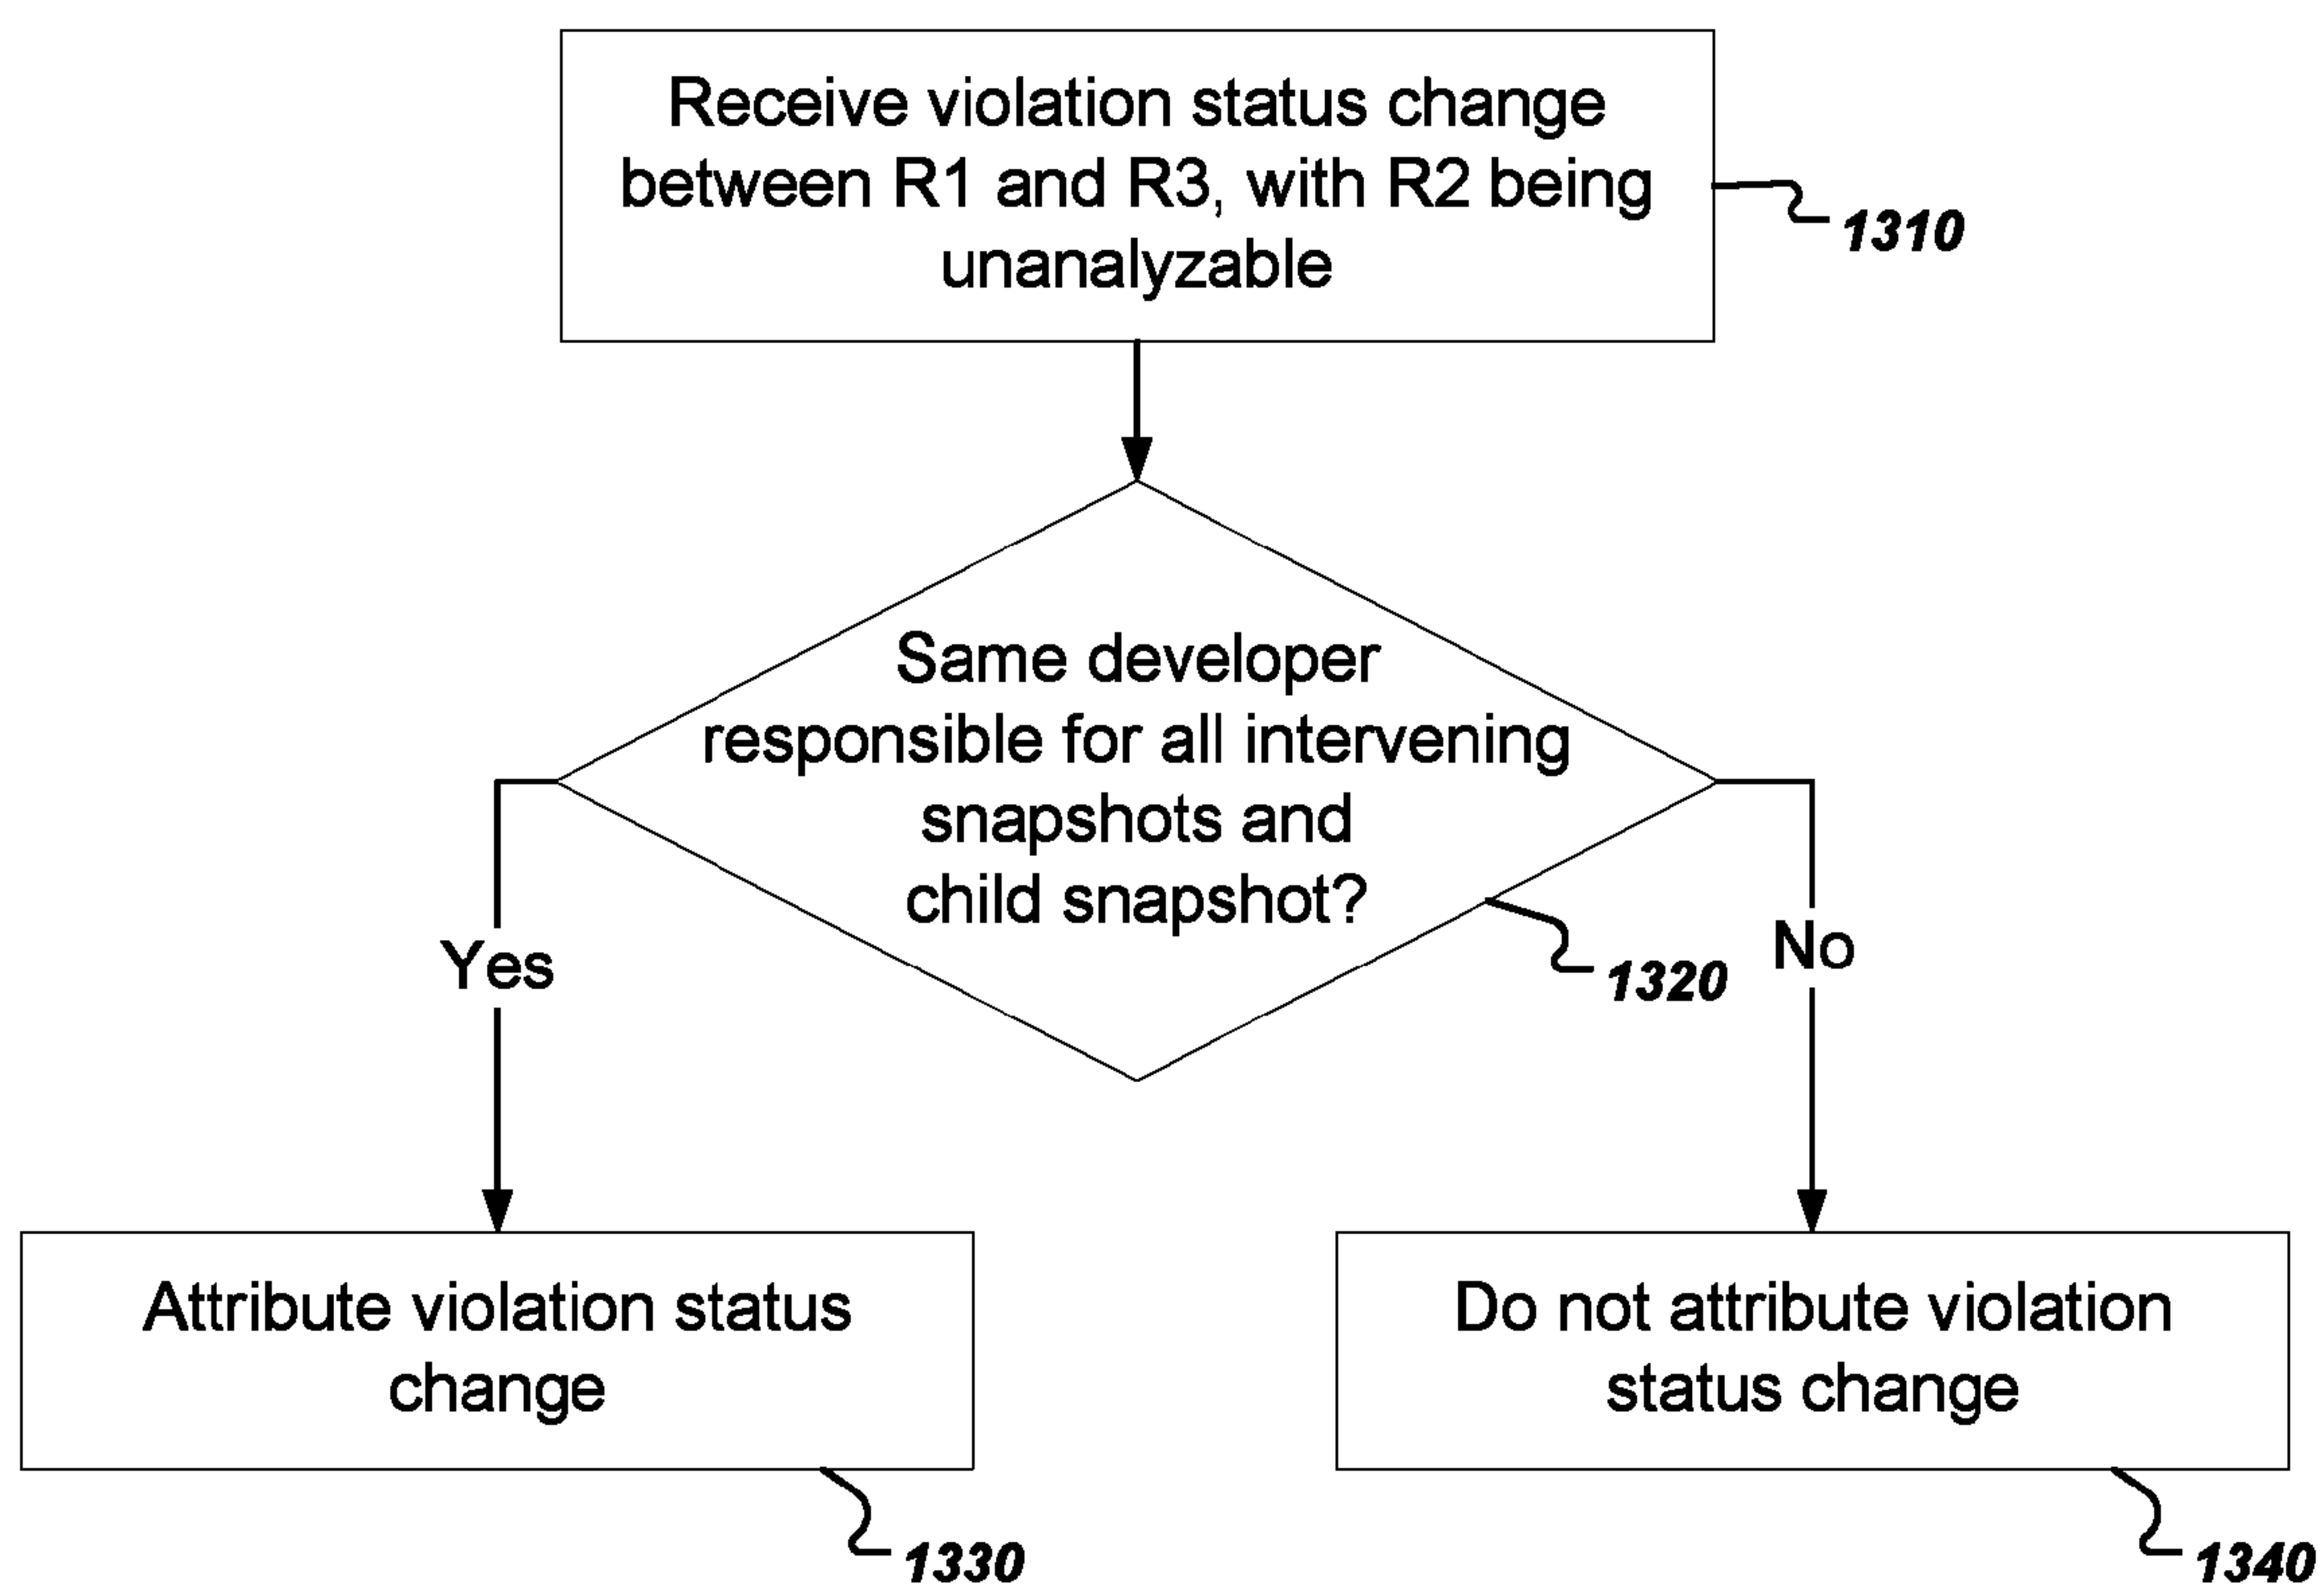 Receive violation status change
between R1 and R3, with R2 being
unanalyzable
1310
Same developer
responsible for all intervening
snapshots and
child snapshot?
1320
Yes
No
Attribute violation status
change
1330
Do not attribute violation
status change
1340